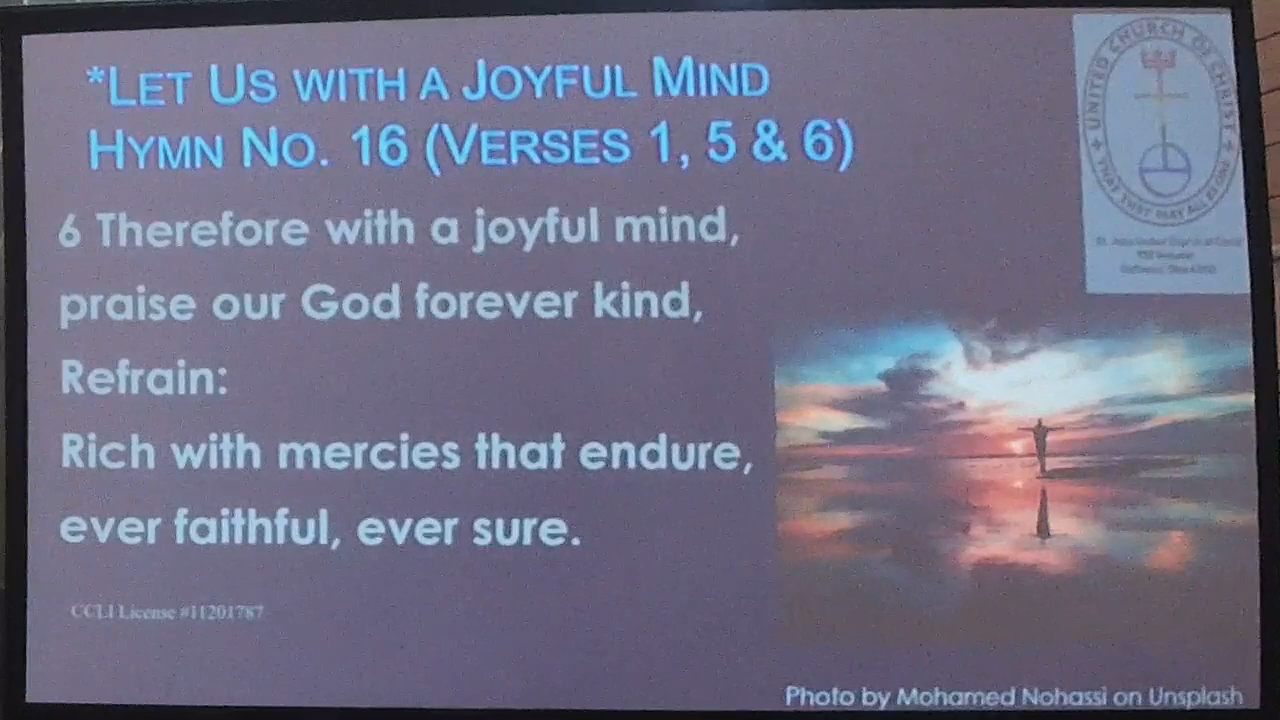 *LET US WITH A JOYFUL MIND
HYMN NO. 16 (VERSES 1, 5 & 6)
6 Therefore with a joyful mind,
praise our God forever kind,
Refrain:
Rich with mercies that endure,
ever faithful, ever sure.
CCLI License #11201787
UNITED CHURCH OF CHRIST
THAT THEY MAY ALL BE ONE
Photo by Mohamed Nohassi on Unsplash